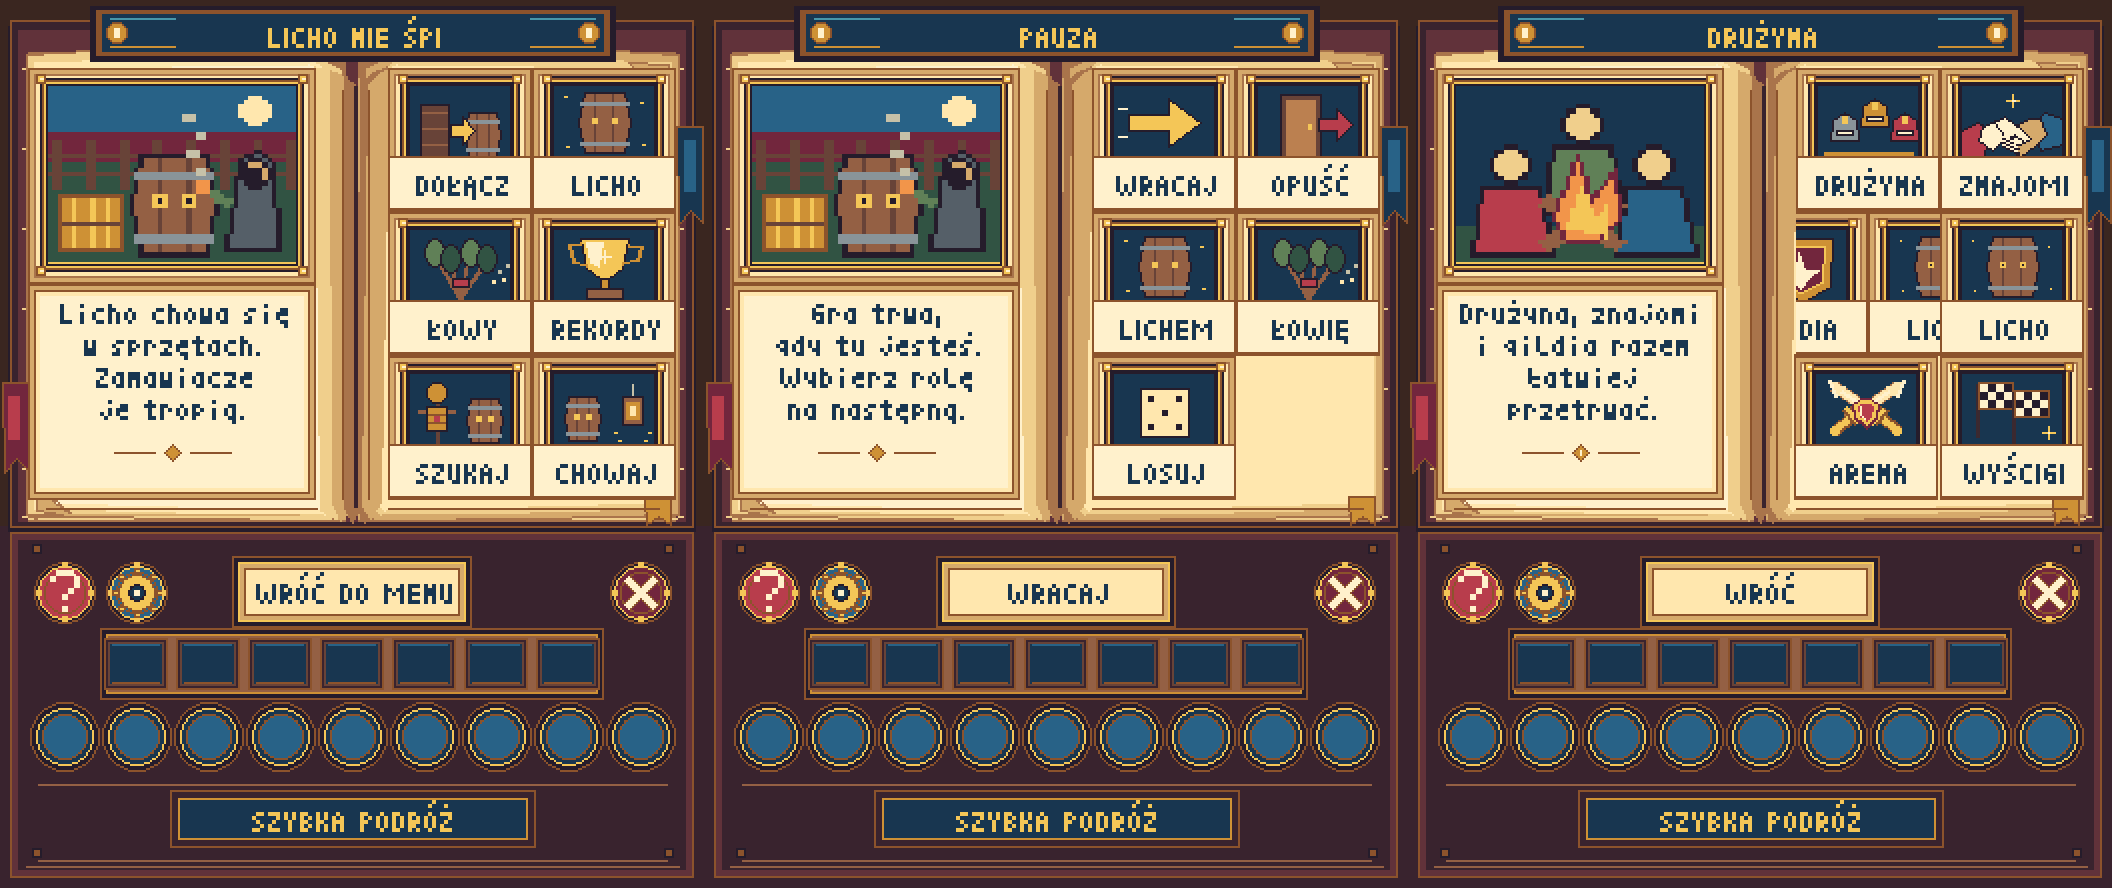 LICHO NIE ŚPI
DOŁĄCZ
LICHO
ŁOWY
REKORDY
SZUKAJ
CHOWAJ
Licho chowa się
w sprzętach.
Zamawiacze
je tropią.
WRÓĆ DO MENU
SZYBKA PODRÓŻ
PAUZA
WRACAJ
OPUŚĆ
LICHEM
ŁOWIĘ
LOSUJ
Gra trwa,
gdy tu jesteś.
Wybierz rolę
na następną.
WRACAJ
SZYBKA PODRÓŻ
DRUŻYNA
DRUŻYNA
ZNAJOMI
DIA
LIC
LICHO
ARENA
WYŚCIGI
Drużyna, znajomi
i gildia razem
łatwiej
przetrwać.
WRÓĆ
SZYBKA PODRÓŻ